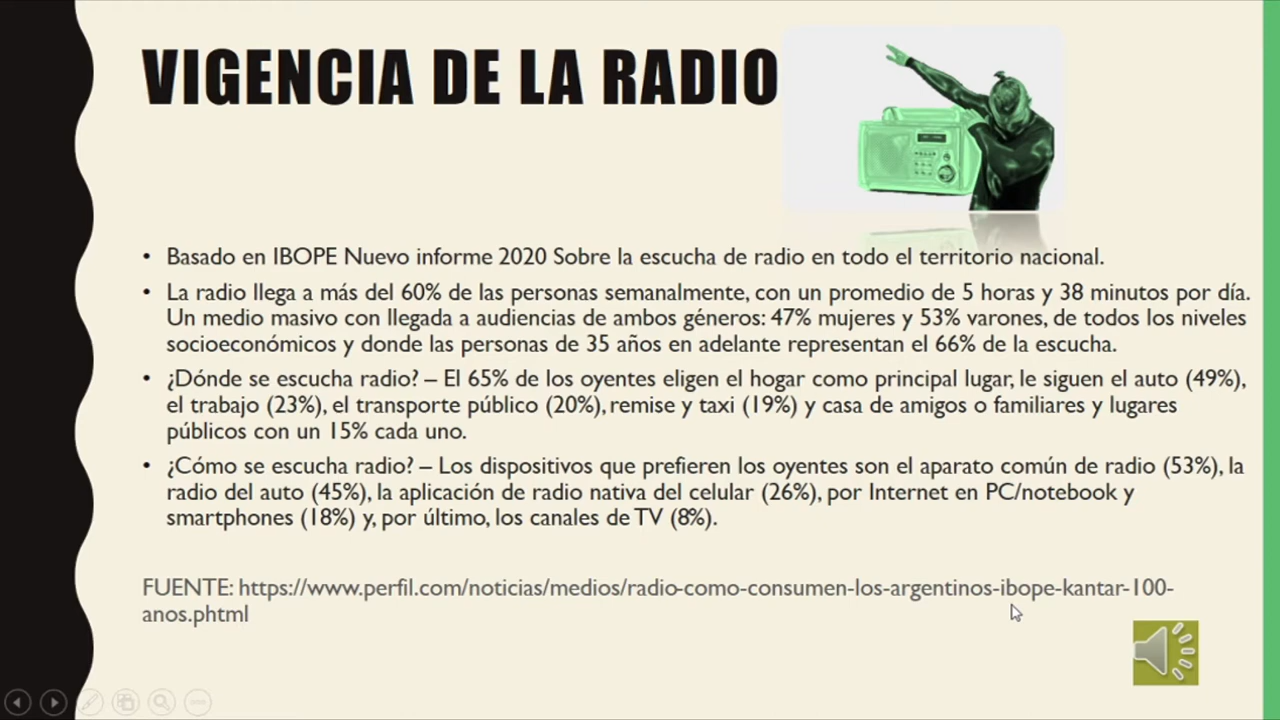 VIGENCIA DE LA RADIO
• Basado en IBOPE Nuevo informe 2020 Sobre la escucha de radio en todo el territorio nacional.
• La radio llega a más del 60% de las personas semanalmente, con un promedio de 5 horas y 38 minutos por día.
Un medio masivo con llegada a audiencias de ambos géneros: 47% mujeres y 53% varones, de todos los niveles
socioeconómicos y donde las personas de 35 años en adelante representan el 66% de la escucha.
• ¿Dónde se escucha radio? – El 65% de los oyentes eligen el hogar como principal lugar, le siguen el auto (49%),
el trabajo (23%), el transporte público (20%), remise y taxi (19%) y casa de amigos o familiares y lugares
públicos con un 15% cada uno.
• ¿Cómo se escucha radio? – Los dispositivos que prefieren los oyentes son el aparato común de radio (53%), la
radio del auto (45%), la aplicación de radio nativa del celular (26%), por Internet en PC/notebook y
smartphones (18%) y, por último, los canales de TV (8%).
FUENTE: https://www.perfil.com/noticias/medios/radio-como-consumen-los-argentinos-ibope-kantar-100-
anos.phtml